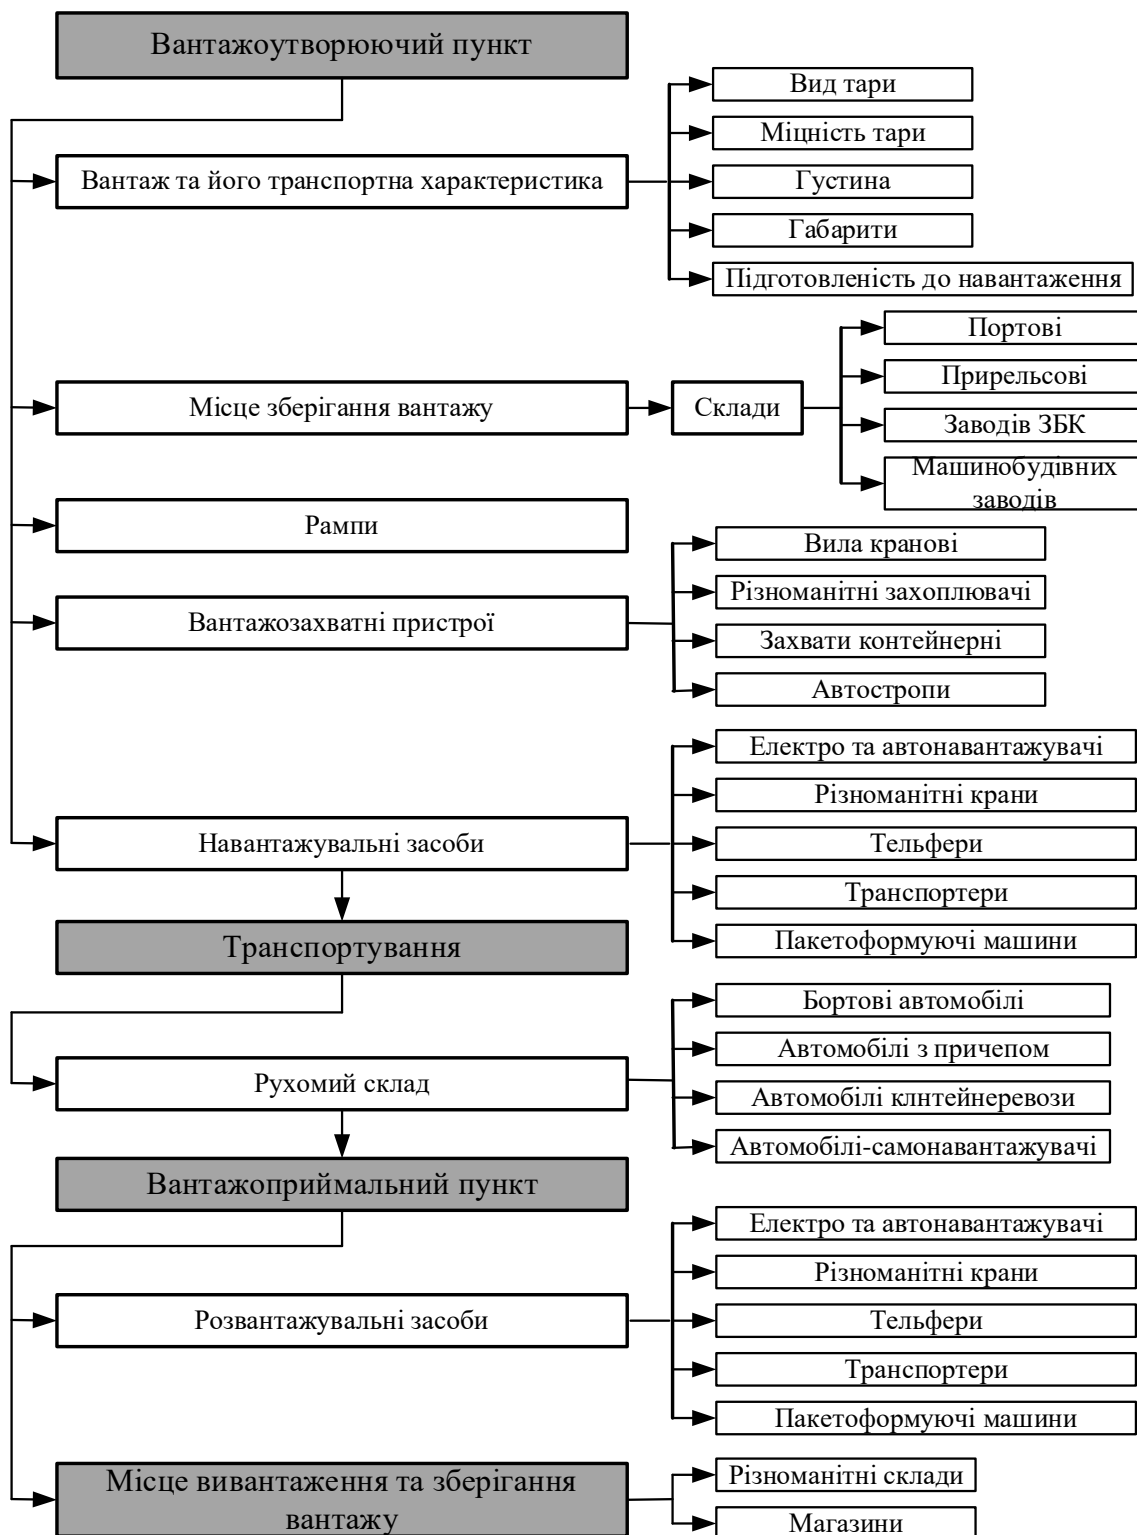 Вантажоутворюючий пункт
Вантаж та його транспортна характеристика
Вид тари
Міцність тари
Густина
Габарити
Підготовленість до навантаження
Місце зберігання вантажу
Склади
Портові
Прирельсові
Заводів ЗБК
Машинобудівних
заводів
Рампи
Вантажозахватні пристрої
Вила кранові
Різноманітні захоплювачі
Захвати контейнерні
Автостропи
Навантажувальні засоби
Електро та автонавантажувачі
Різноманітні крани
Тельфери
Транспортери
Пакетоформуючі машини
Транспортування
Рухомий склад
Бортові автомобілі
Автомобілі з причепом
Автомобілі клнтейнеревози
Автомобілі-самонавантажувачі
Вантажоприймальний пункт
Розвантажувальні засоби
Електро та автонавантажувачі
Різноманітні крани
Тельфери
Транспортери
Пакетоформуючі машини
Місце вивантаження та зберігання
вантажу
Різноманітні склади
Магазини